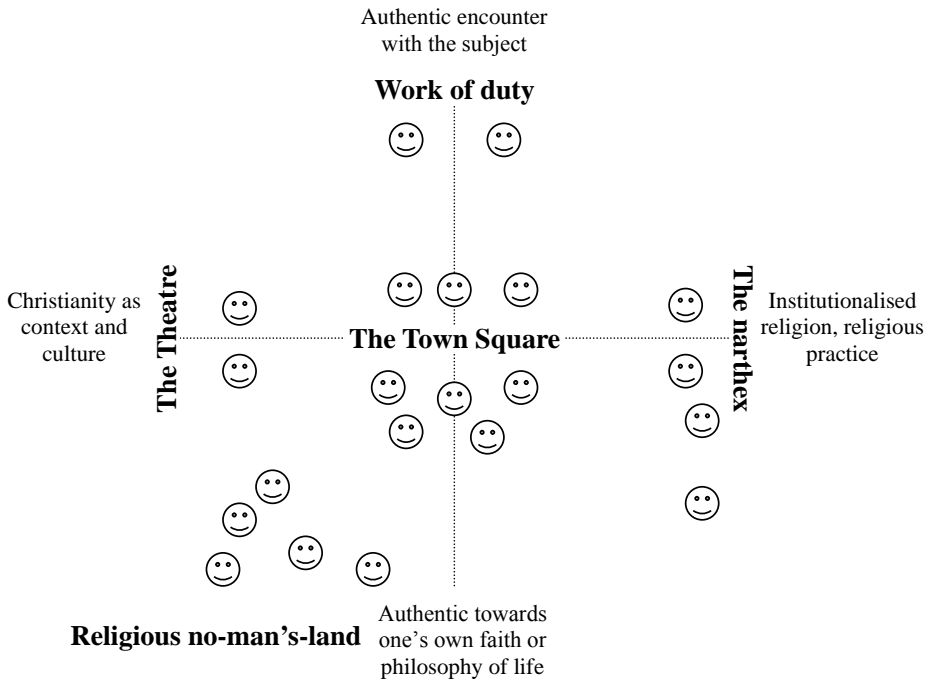 Authentic encounter
with the subject
Work of duty
Christianity as
context and
culture
The Theatre
The Town Square
The narthex
Institutionalised
religion, religious
practice
Religious no-man's-land
Authentic towards
one's own faith or
philosophy of life